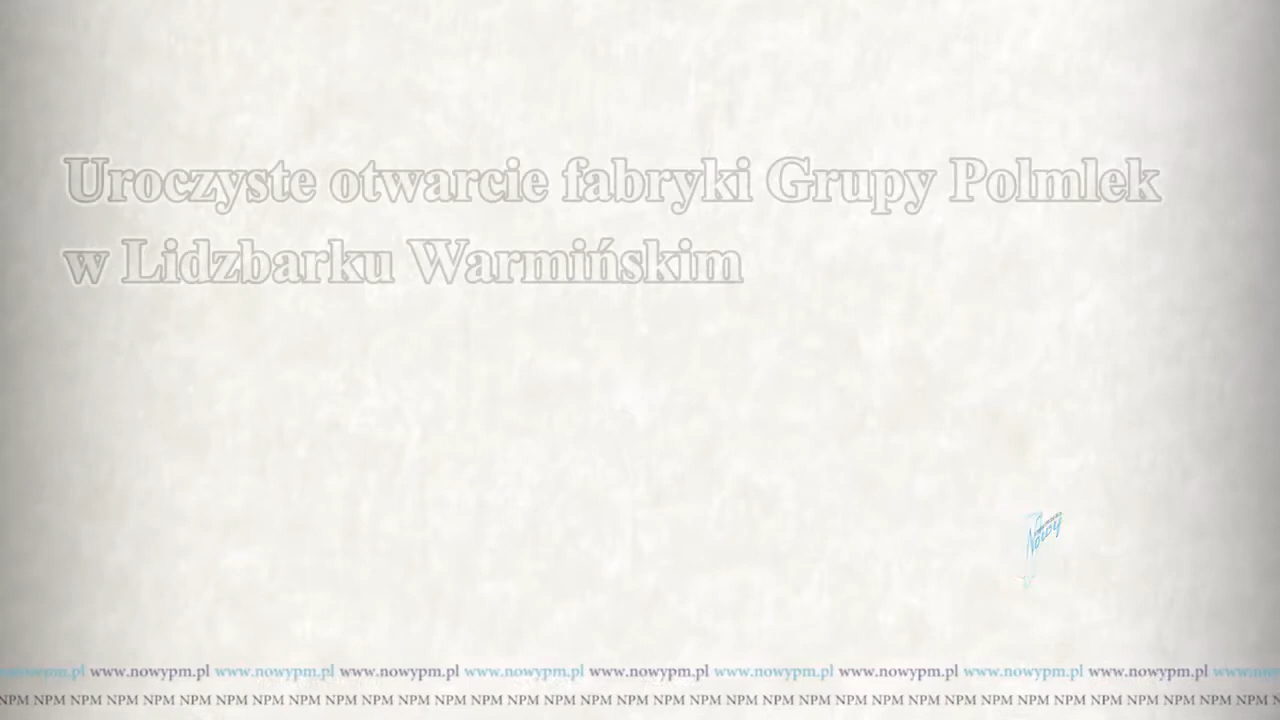 Uroczyste otwarcie fabryki Grupy Polmlek
w Lidzbarku Warmińskim
Nowy
www.nowypm.pl www.nowypm.pl www.nowypm.pl www.nowypm.pl www.nowypm.pl www.nowypm.pl www.nowypm.pl www.nowypm.pl www.nowypm.pl
NPM NPM NPM NPM NPM NPM NPM NPM NPM NPM NPM NPM NPM NPM NPM NPM NPM NPM NPM NPM NPM NPM NPM NPM NPM NPM NPM NPM NPM NPM NPM NPM NPM NPM NPM